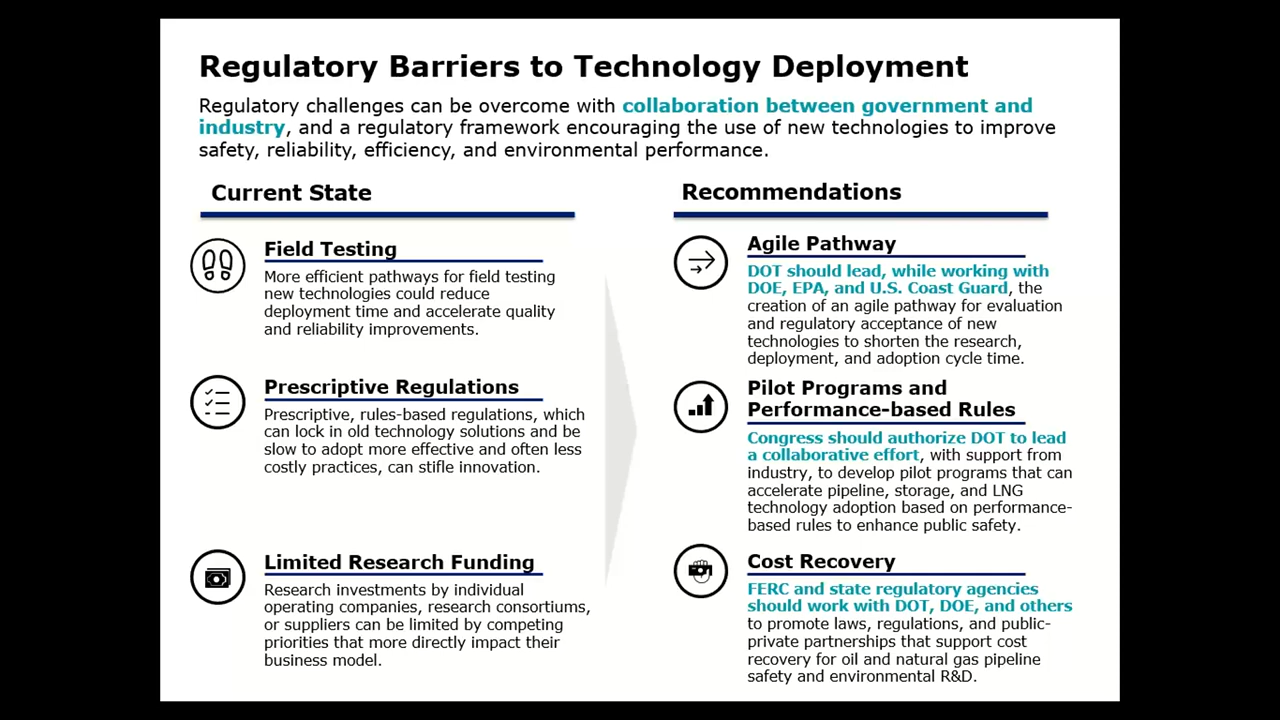 Regulatory Barriers to Technology Deployment
Regulatory challenges can be overcome with collaboration between government and
industry, and a regulatory framework encouraging the use of new technologies to improve
safety, reliability, efficiency, and environmental performance.
Current State
Field Testing
More efficient pathways for field testing
new technologies could reduce
deployment time and accelerate quality
and reliability improvements.
Prescriptive Regulations
Prescriptive, rules-based regulations, which
can lock in old technology solutions and be
slow to adopt more effective and often less
costly practices, can stifle innovation.
Limited Research Funding
Research investments by individual
operating companies, research consortiums,
or suppliers can be limited by competing
priorities that more directly impact their
business model.
Recommendations
Agile Pathway
DOT should lead, while working with
DOE, EPA, and U.S. Coast Guard, the
creation of an agile pathway for evaluation
and regulatory acceptance of new
technologies to shorten the research,
deployment, and adoption cycle time.
Pilot Programs and
Performance-based Rules
Congress should authorize DOT to lead
a collaborative effort, with support from
industry, to develop pilot programs that can
accelerate pipeline, storage, and LNG
technology adoption based on performance-
based rules to enhance public safety.
Cost Recovery
FERC and state regulatory agencies
should work with DOT, DOE, and others
to promote laws, regulations, and public-
private partnerships that support cost
recovery for oil and natural gas pipeline
safety and environmental R&D.